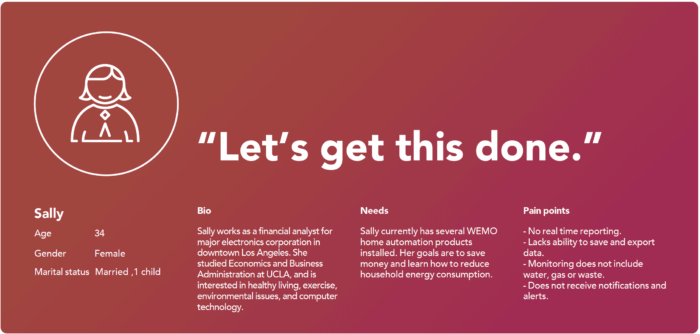 “Let’s get this done.”
Sally
Age 34
Gender Female
Marital status Married ,1 child
Bio
Sally works as a financial analyst for
major electronics corporation in
downtown Los Angeles. She
studied Economics and Business
Administration at UCLA, and is
interested in healthy living, exercise,
environmental issues, and computer
technology.
Needs
Sally currently has several WEMO
home automation products
installed. Her goals are to save
money and learn how to reduce
household energy consumption.
Pain points
- No real time reporting.
- Lacks ability to save and export
data.
- Monitoring does not include
water, gas or waste.
- Does not receive notifications and
alerts.